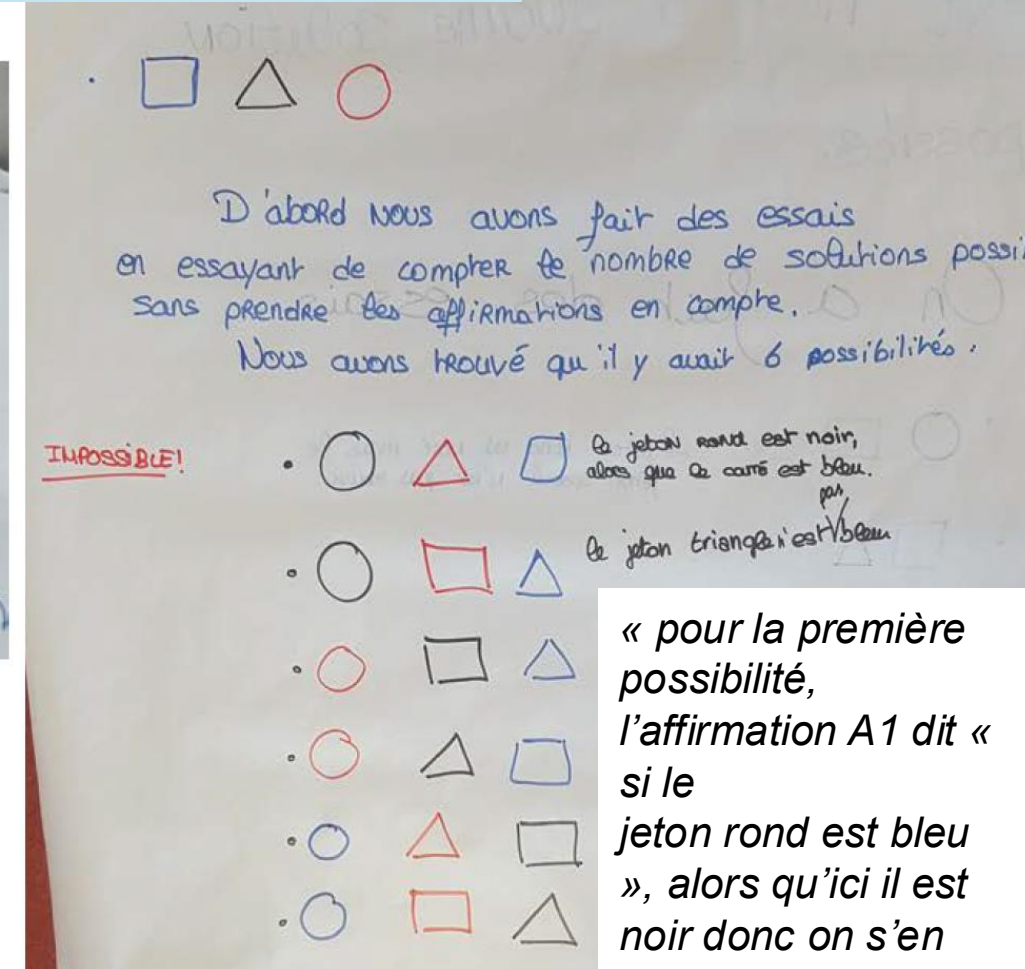 D'abord nous avons fait des essais
en essayant de compter le nombre de solutions possi
sans prendre les affirmations en compte.
Nous avons trouvé qu'il y avait 6 possibilités.
IMPOSSIBLE!
le jeton rond est noir,
alors que le carré est bleu.
pas
le jeton triangle n'est bleu
« pour la première
possibilité,
l'affirmation A1 dit «
si le
jeton rond est bleu
», alors qu'ici il est
noir donc on s'en